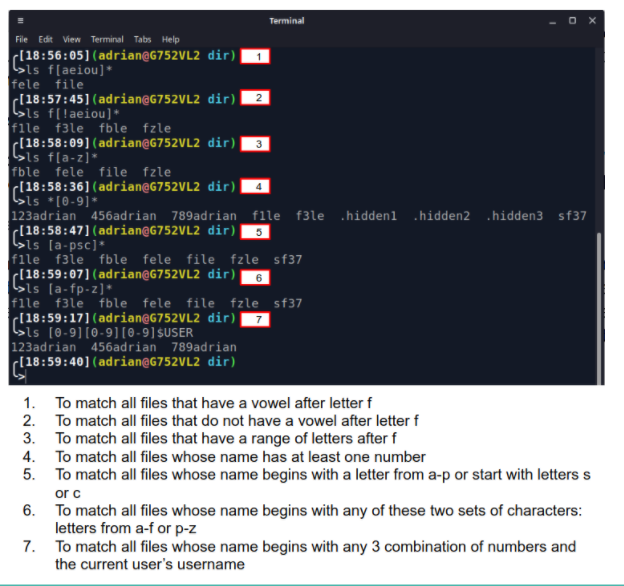 Terminal
File Edit View Terminal Tabs Help
[18:56:05](adrian@G752VL2 dir) 1
>ls f[aeiou]*
fele file
[18:57:45](adrian@G752VL2 dir) 2
>ls f[!aeiou]*
f1le f3le fble fzle
[18:58:09](adrian@G752VL2 dir) 3
>ls f[a-z]*
fble fele file fzle
[18:58:36](adrian@G752VL2 dir) 4
>ls *[0-9]*
123adrian 456adrian 789adrian f1le f3le .hidden1 .hidden2 .hidden3 sf37
[18:58:47](adrian@G752VL2 dir) 5
>ls [a-psc]*
f1le f3le fble fele file fzle sf37
[18:59:07](adrian@G752VL2 dir) 6
>ls [a-fp-z]*
f1le f3le fble fele file fzle sf37
[18:59:17](adrian@G752VL2 dir) 7
>ls [0-9][0-9][0-9]$USER
123adrian 456adrian 789adrian
[18:59:40](adrian@G752VL2 dir)
>
1. To match all files that have a vowel after letter f
2. To match all files that do not have a vowel after letter f
3. To match all files that have a range of letters after f
4. To match all files whose name has at least one number
5. To match all files whose name begins with a letter from a-p or start with letters s
or c
6. To match all files whose name begins with any of these two sets of characters:
letters from a-f or p-z
7. To match all files whose name begins with any 3 combination of numbers and
the current user's username